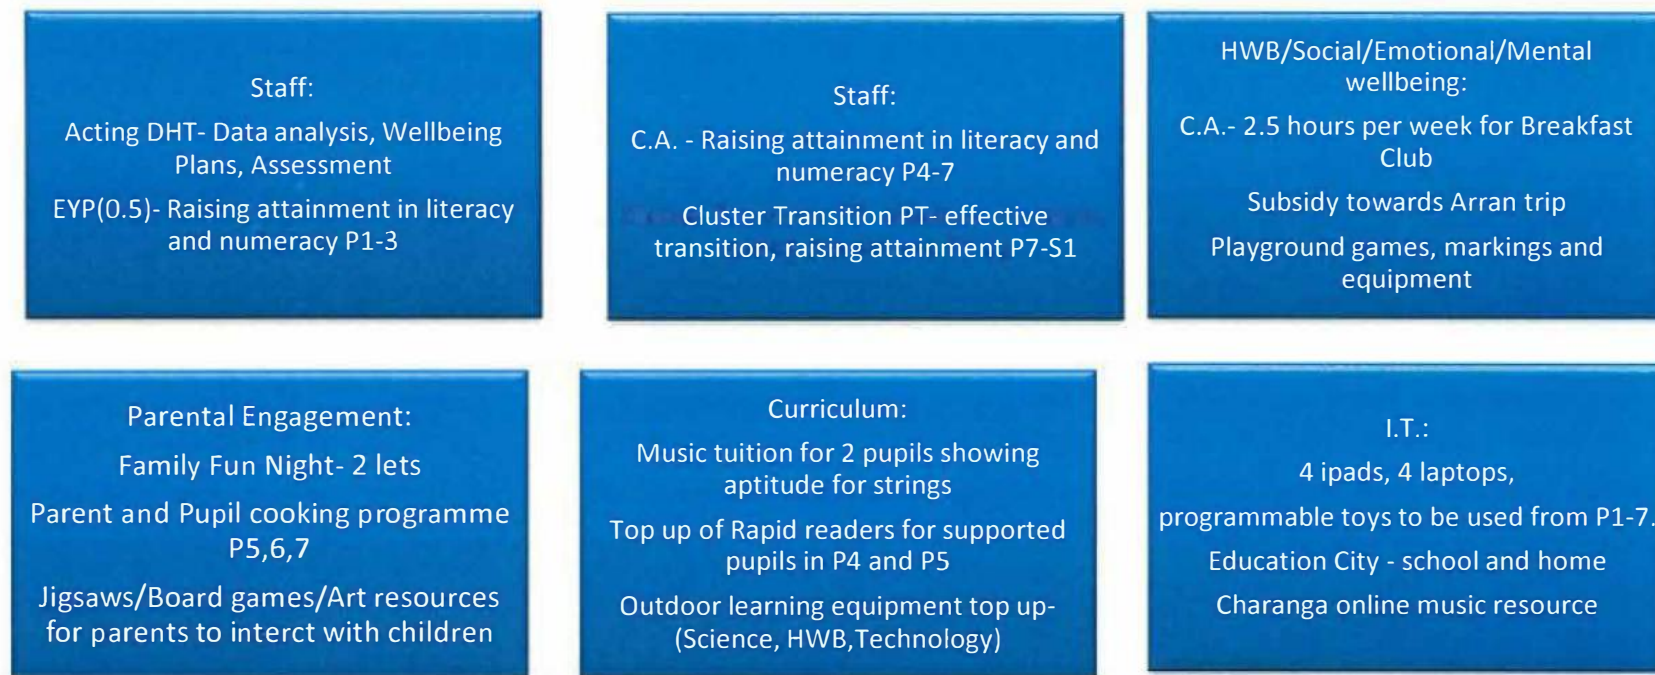 Staff:
Acting DHT- Data analysis, Wellbeing
Plans, Assessment
EYP(0.5)- Raising attainment in literacy
and numeracy P1-3
Staff:
C.A. - Raising attainment in literacy and
numeracy P4-7
Cluster Transition PT- effective
transition, raising attainment P7-S1
HWB/Social/Emotional/Mental
wellbeing:
C.A.- 2.5 hours per week for Breakfast
Club
Subsidy towards Arran trip
Playground games, markings and
equipment
Parental Engagement:
Family Fun Night- 2 lets
Parent and Pupil cooking programme
P5,6,7
Jigsaws/Board games/Art resources
for parents to interct with children
Curriculum:
Music tuition for 2 pupils showing
aptitude for strings
Top up of Rapid readers for supported
pupils in P4 and P5
Outdoor learning equipment top up-
(Science, HWB,Technology)
I.T.:
4 ipads, 4 laptops,
programmable toys to be used from P1-7.
Education City - school and home
Charanga online music resource